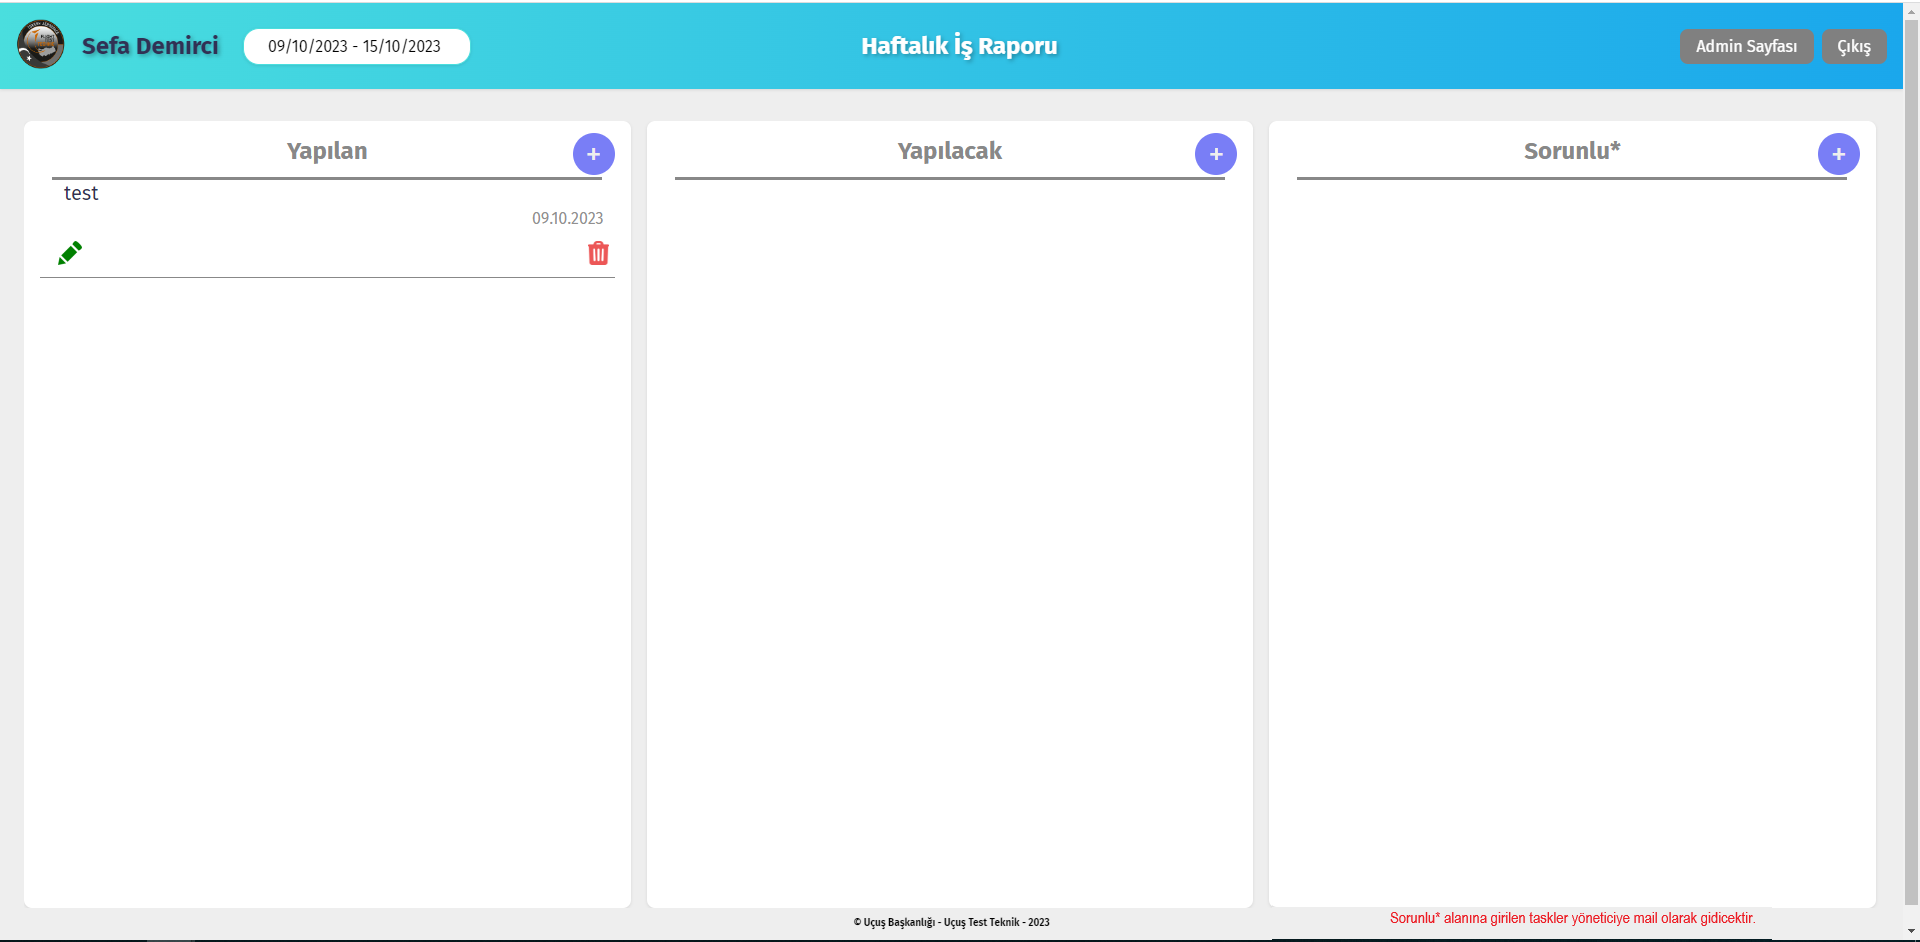 Sefa Demirci
09/10/2023 - 15/10/2023
Haftalık İş Raporu
Admin Sayfası
Çıkış
Yapılan
+
test
09.10.2023
Yapılacak
+
Sorunlu*
+
© Uçuş Başkanlığı - Uçuş Test Teknik - 2023
Sorunlu* alanına girilen taskler yöneticiye mail olarak gidicektir.